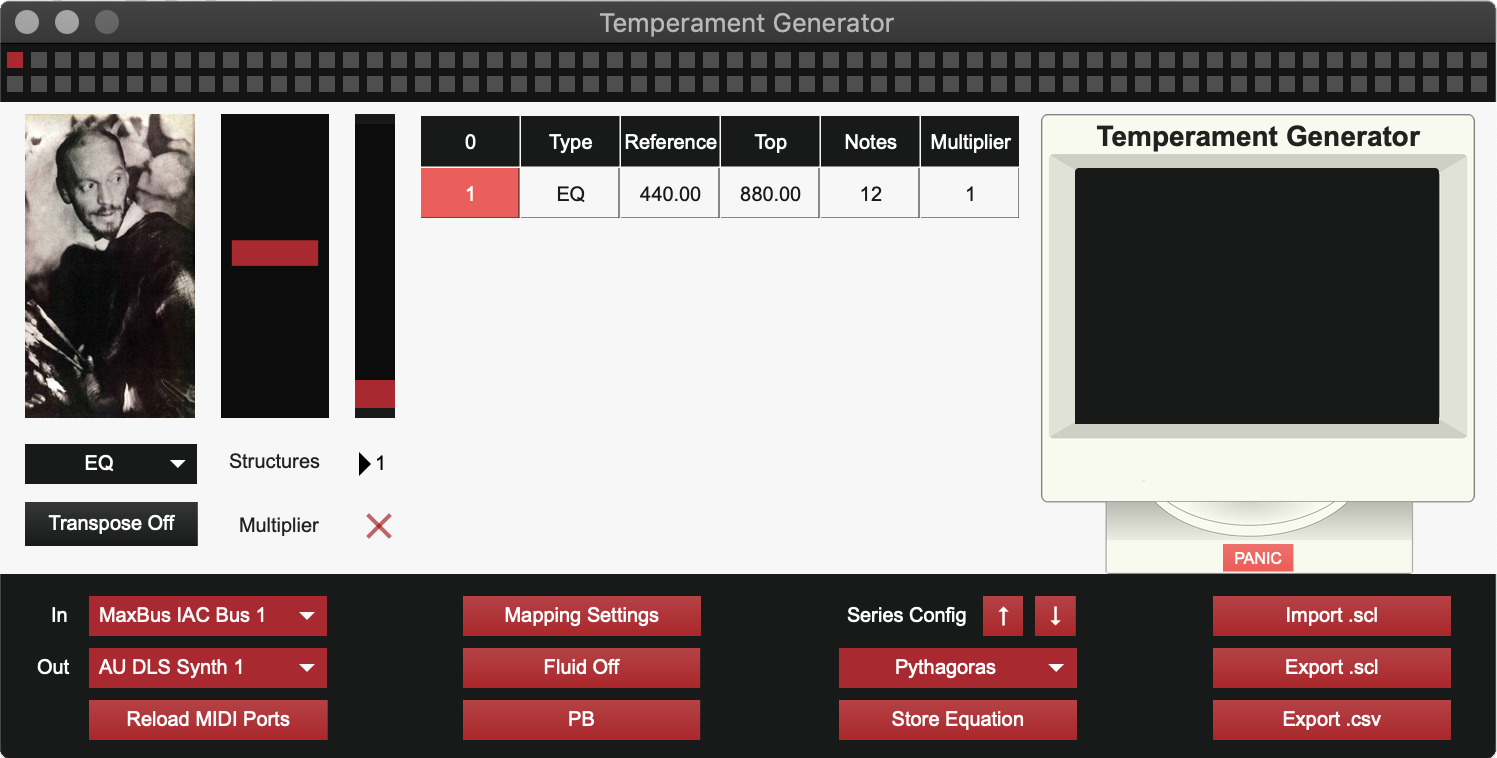 Temperament Generator
0 Type Reference Top Notes Multiplier
1 EQ 440.00 880.00 12 1
Temperament Generator
EQ Structures 1
Transpose Off Multiplier
PANIC
In MaxBus IAC Bus 1 Mapping Settings Series Config ↑ ↓ Import .scl
Out AU DLS Synth 1 Fluid Off Pythagoras Export .scl
Reload MIDI Ports PB Store Equation Export .csv